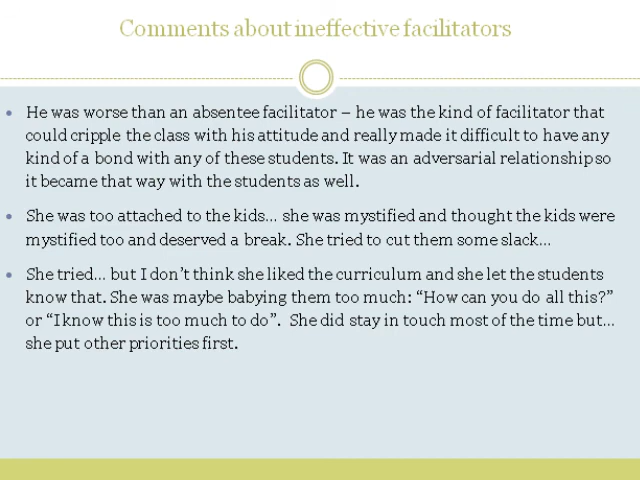 Comments about ineffective facilitators
• He was worse than an absentee facilitator – he was the kind of facilitator that
could cripple the class with his attitude and really made it difficult to have any
kind of a bond with any of these students. It was an adversarial relationship so
it became that way with the students as well.
• She was too attached to the kids… she was mystified and thought the kids were
mystified too and deserved a break. She tried to cut them some slack…
• She tried… but I don’t think she liked the curriculum and she let the students
know that. She was maybe babying them too much: “How can you do all this?”
or “I know this is too much to do”. She did stay in touch most of the time but…
she put other priorities first.